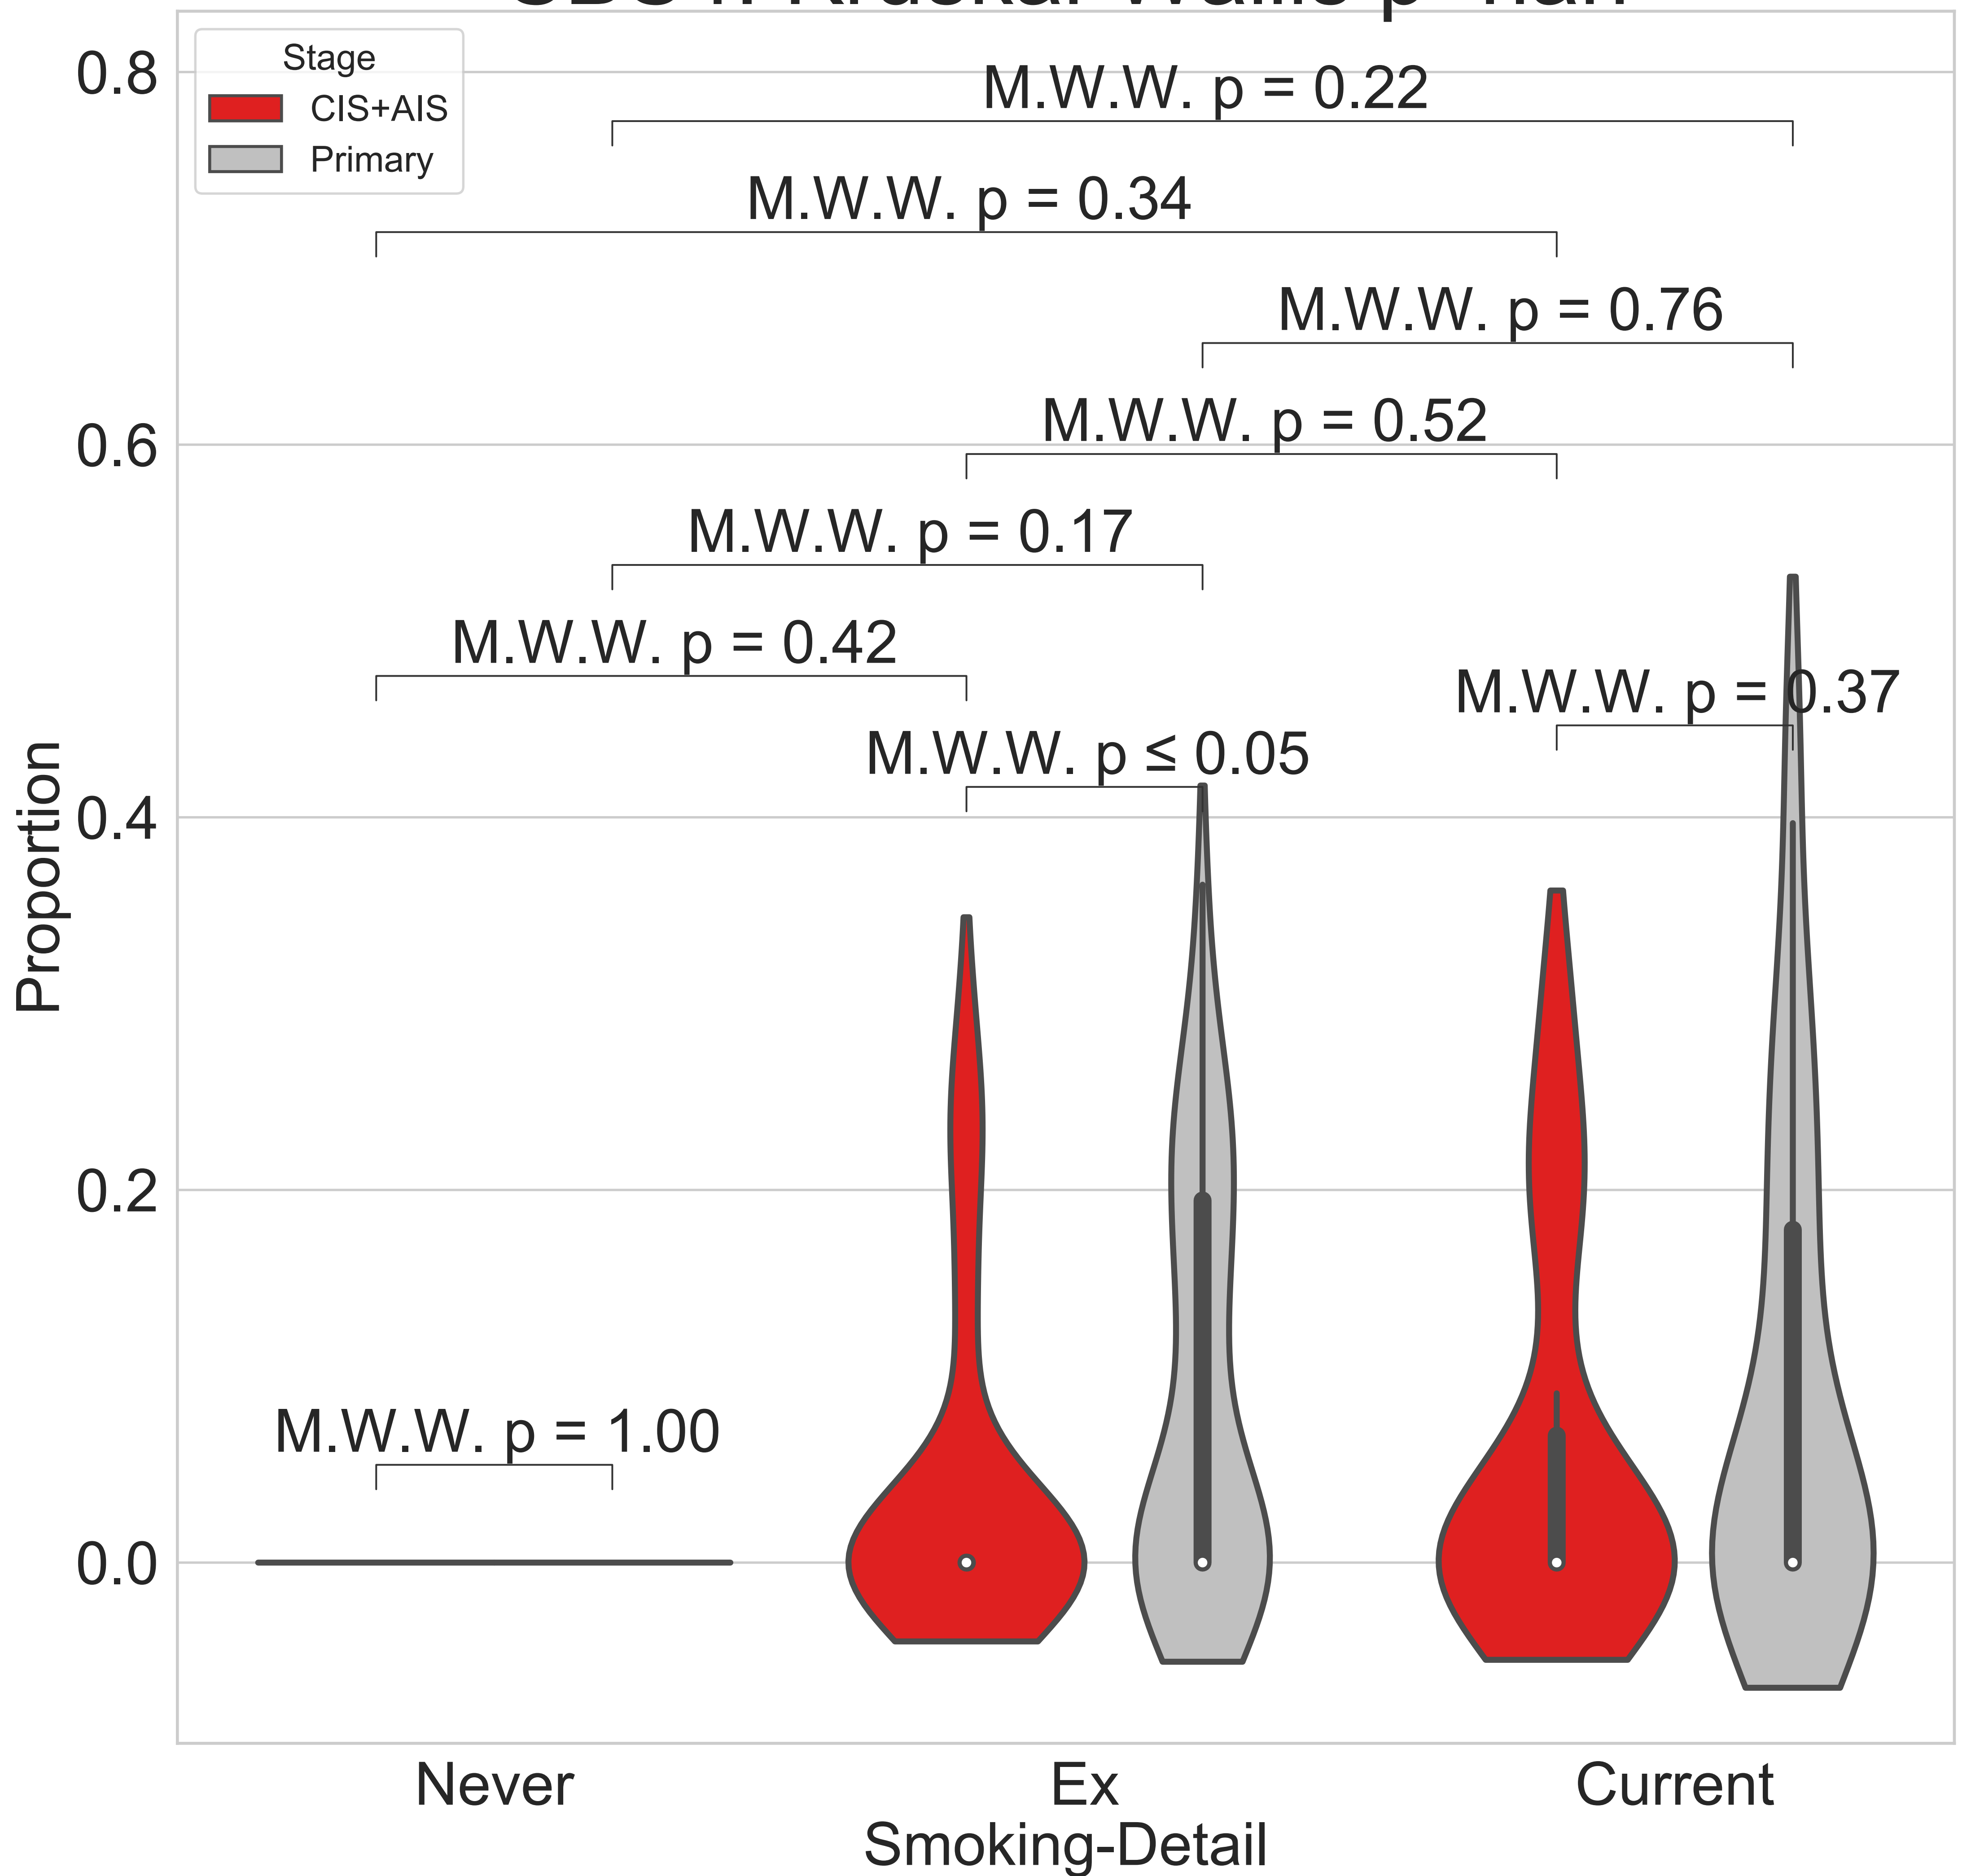 Stage
CIS+AIS
Primary
M.W.W. p = 0.22
M.W.W. p = 0.34
M.W.W. p = 0.76
M.W.W. p = 0.52
M.W.W. p = 0.17
M.W.W. p = 0.42
M.W.W. p = 0.37
M.W.W. p ≤ 0.05
M.W.W. p = 1.00
0.8
0.6
0.4
0.2
0.0
Proportion
Never
Ex
Current
Smoking-Detail